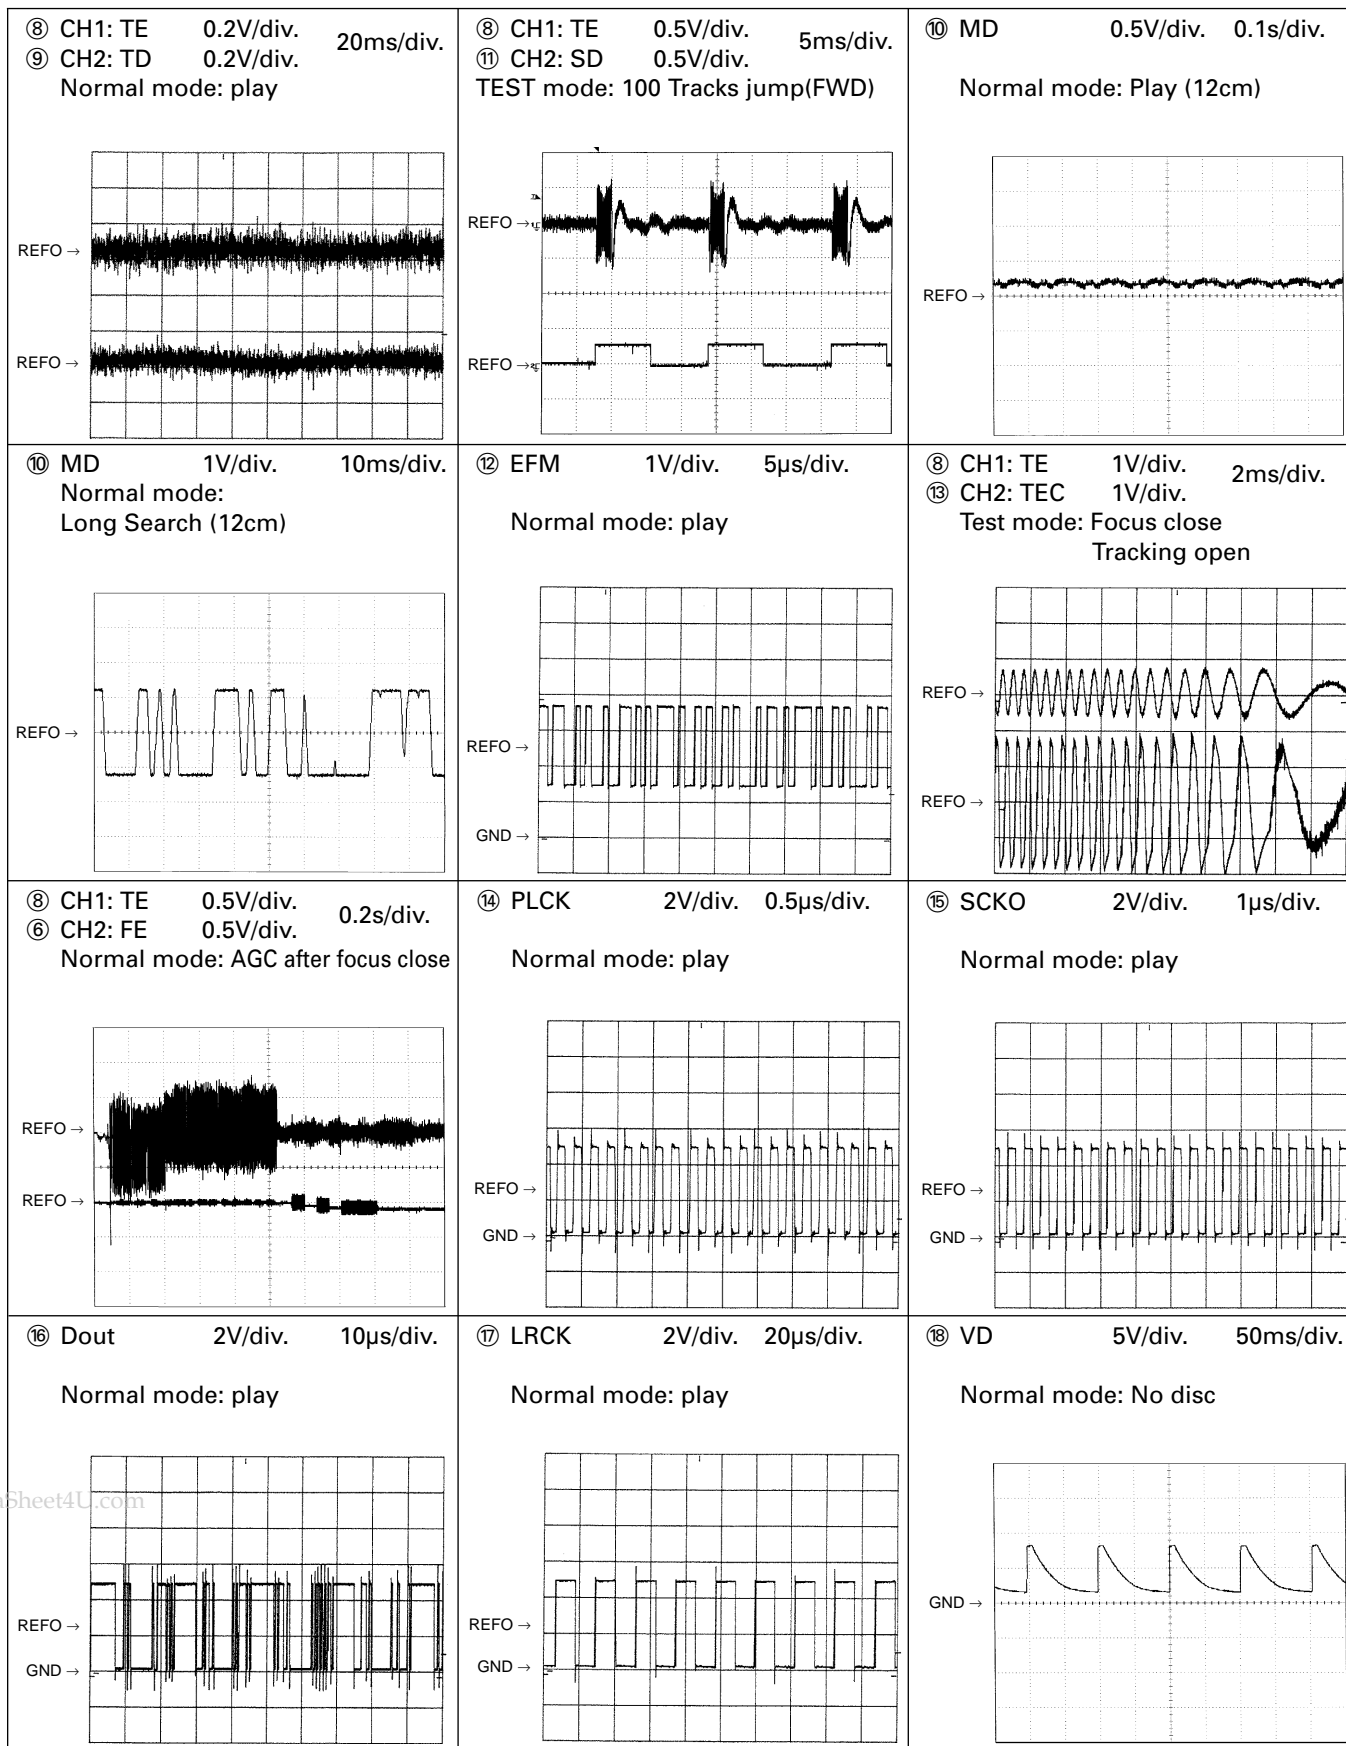 ⑧ CH1: TE 0.2V/div. 20ms/div.
⑨ CH2: TD 0.2V/div.
Normal mode: play
REFO →
REFO →
⑧ CH1: TE 0.5V/div. 5ms/div.
⑪ CH2: SD 0.5V/div.
TEST mode: 100 Tracks jump(FWD)
REFO →
REFO →
⑩ MD 0.5V/div. 0.1s/div.
Normal mode: Play (12cm)
REFO →
⑩ MD 1V/div. 10ms/div.
Normal mode:
Long Search (12cm)
REFO →
⑫ EFM 1V/div. 5µs/div.
Normal mode: play
REFO →
GND →
⑧ CH1: TE 1V/div. 2ms/div.
⑬ CH2: TEC 1V/div.
Test mode: Focus close
Tracking open
REFO →
REFO →
⑧ CH1: TE 0.5V/div. 0.2s/div.
⑥ CH2: FE 0.5V/div.
Normal mode: AGC after focus close
REFO →
REFO →
⑭ PLCK 2V/div. 0.5µs/div.
Normal mode: play
REFO →
GND →
⑮ SCKO 2V/div. 1µs/div.
Normal mode: play
REFO →
GND →
⑯ Dout 2V/div. 10µs/div.
Normal mode: play
aSheet4U.com
REFO →
GND →
⑰ LRCK 2V/div. 20µs/div.
Normal mode: play
REFO →
GND →
⑱ VD 5V/div. 50ms/div.
Normal mode: No disc
GND →